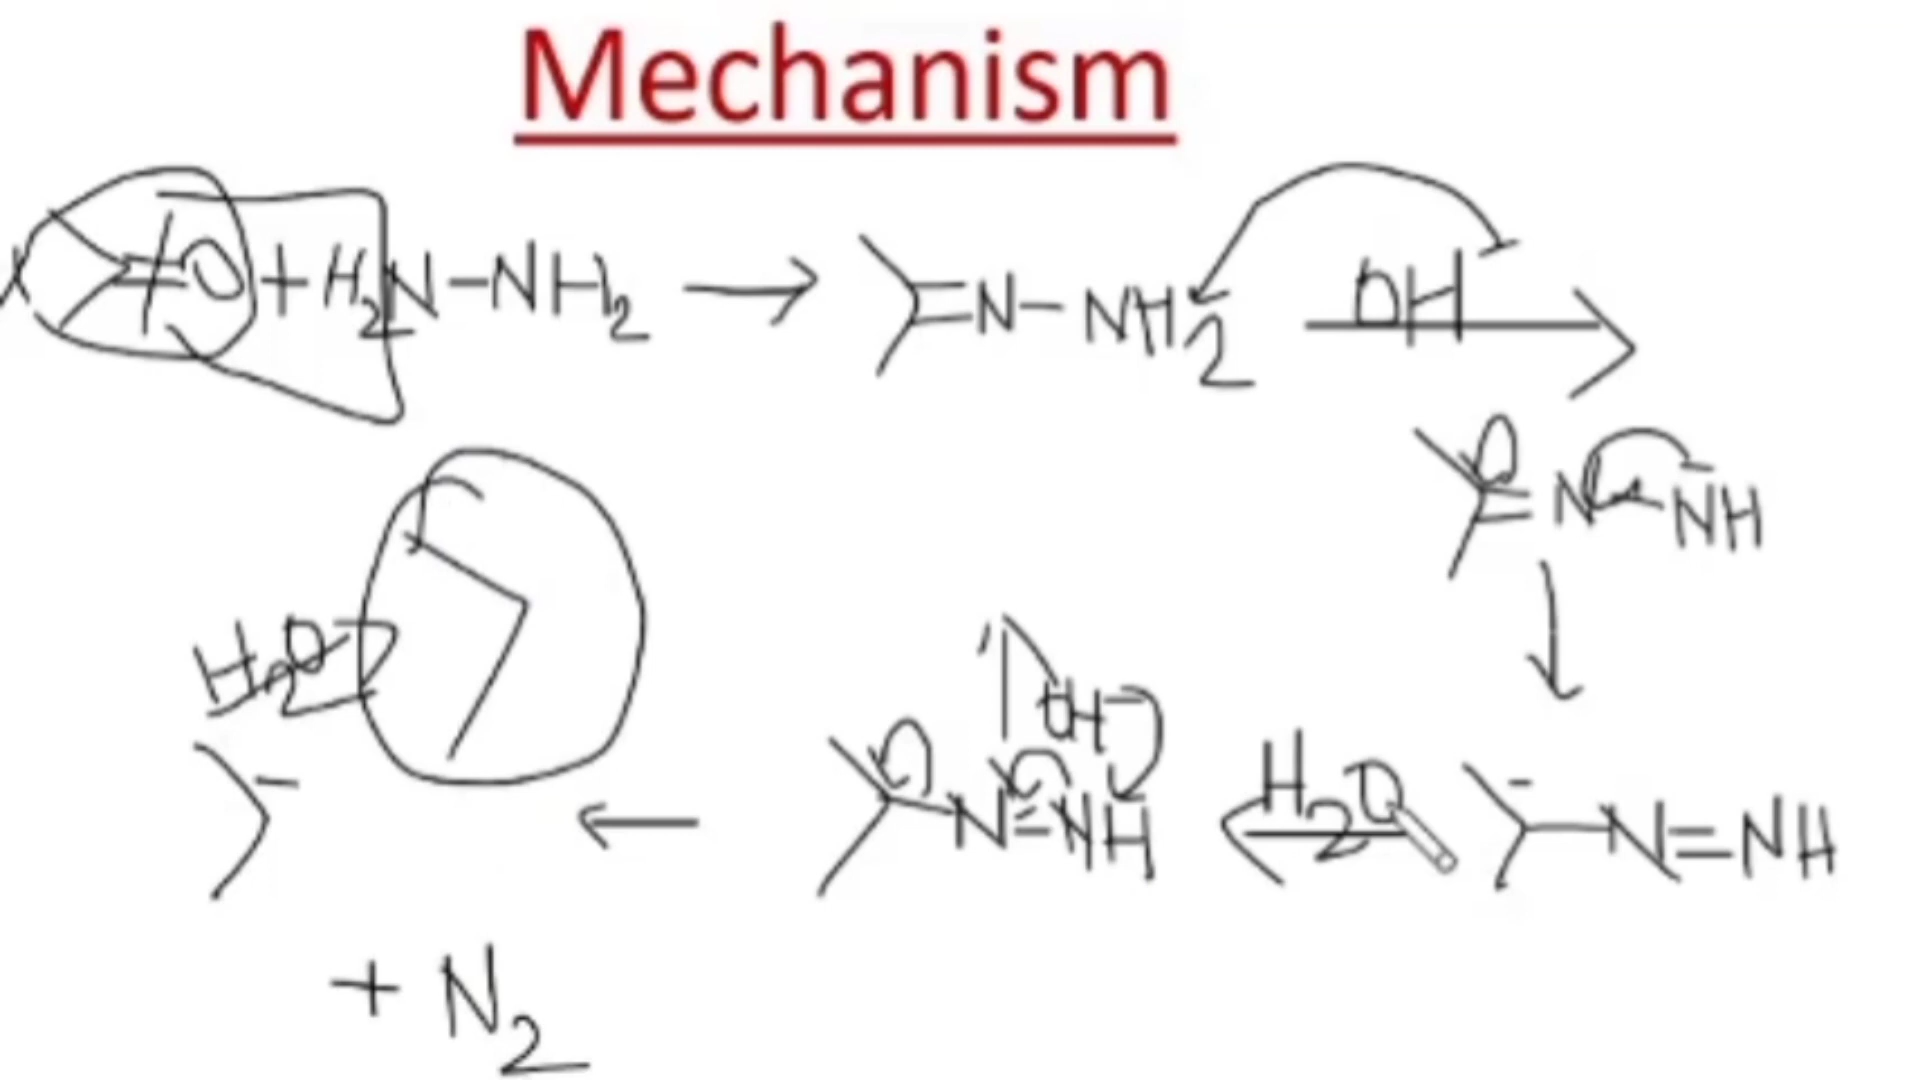 Mechanism
=O + H2N-NH2 → =N-NH2 OH
=N-NH
H2O
OH
N=NH
H2O
N=NH
+ N2